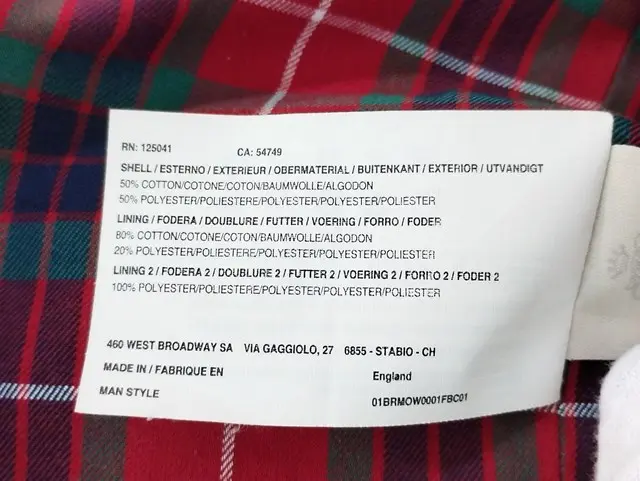 RN: 125041 CA: 54749
SHELL / ESTERNO / EXTERIEUR / OBERMATERIAL / BUITENKANT / EXTERIOR / UTVANDIGT
50% COTTON/COTONE/COTON/BAUMWOLLE/ALGODON
50% POLYESTER/POLIESTERE/POLYESTER/POLYESTER/POLIESTER
LINING / FODERA / DOUBLURE / FUTTER / VOERING / FORRO / FODER
80% COTTON/COTONE/COTON/BAUMWOLLE/ALGODON
20% POLYESTER/POLIESTERE/POLYESTER/POLYESTER/POLIESTER
LINING 2 / FODERA 2 / DOUBLURE 2 / FUTTER 2 / VOERING 2 / FORRO 2 / FODER 2
100% POLYESTER/POLIESTERE/POLYESTER/POLYESTER/POLIESTER
460 WEST BROADWAY SA VIA GAGGIOLO, 27 6855 - STABIO - CH
MADE IN / FABRIQUE EN England
MAN STYLE 01BRMOW0001FBC01